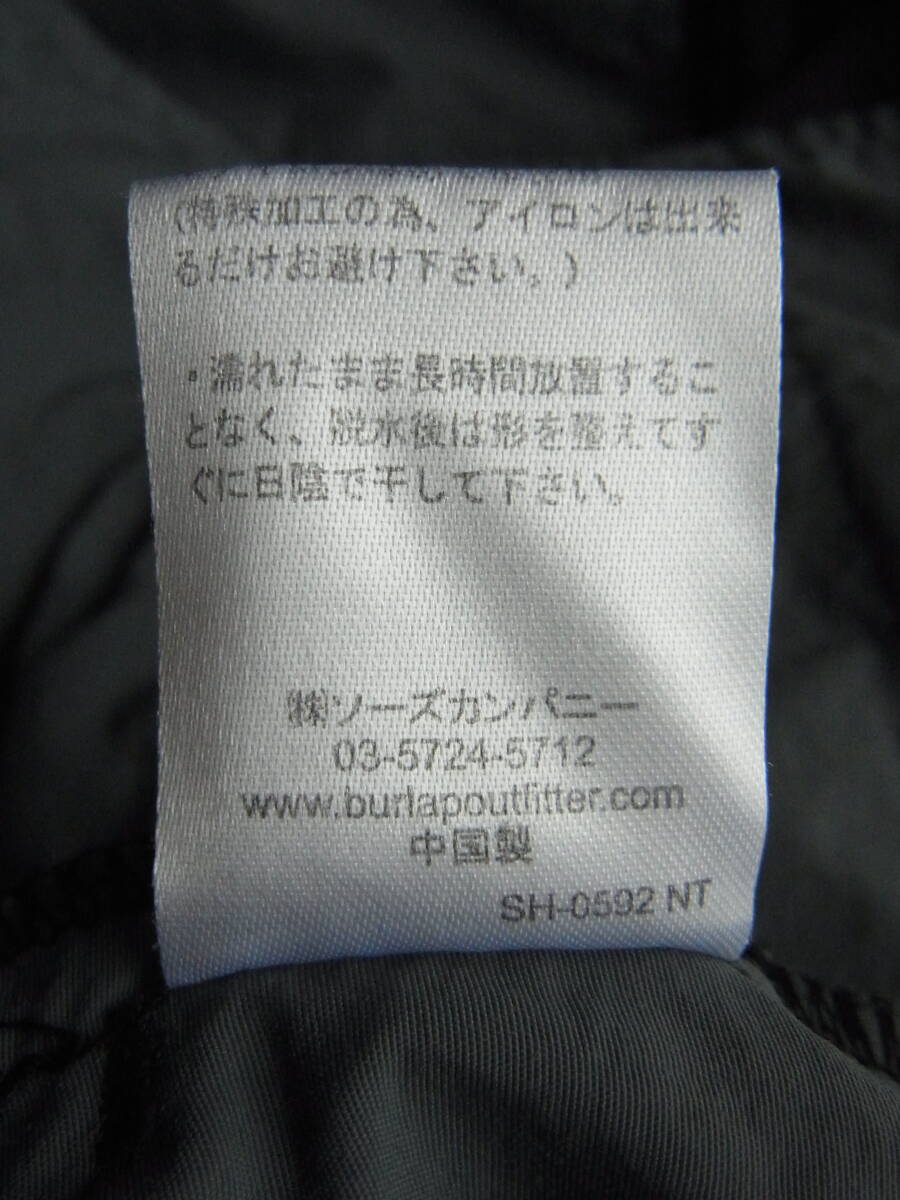 (特殊加工の為、アイロンは出来
るだけお避け下さい。)
・濡れたまま長時間放置するこ
となく、脱水後は形を整えてす
ぐに日陰で干して下さい。
㈱ソーズカンパニー
03-5724-5712
www.burlapoutfitter.com
中国製
SH-0592 NT